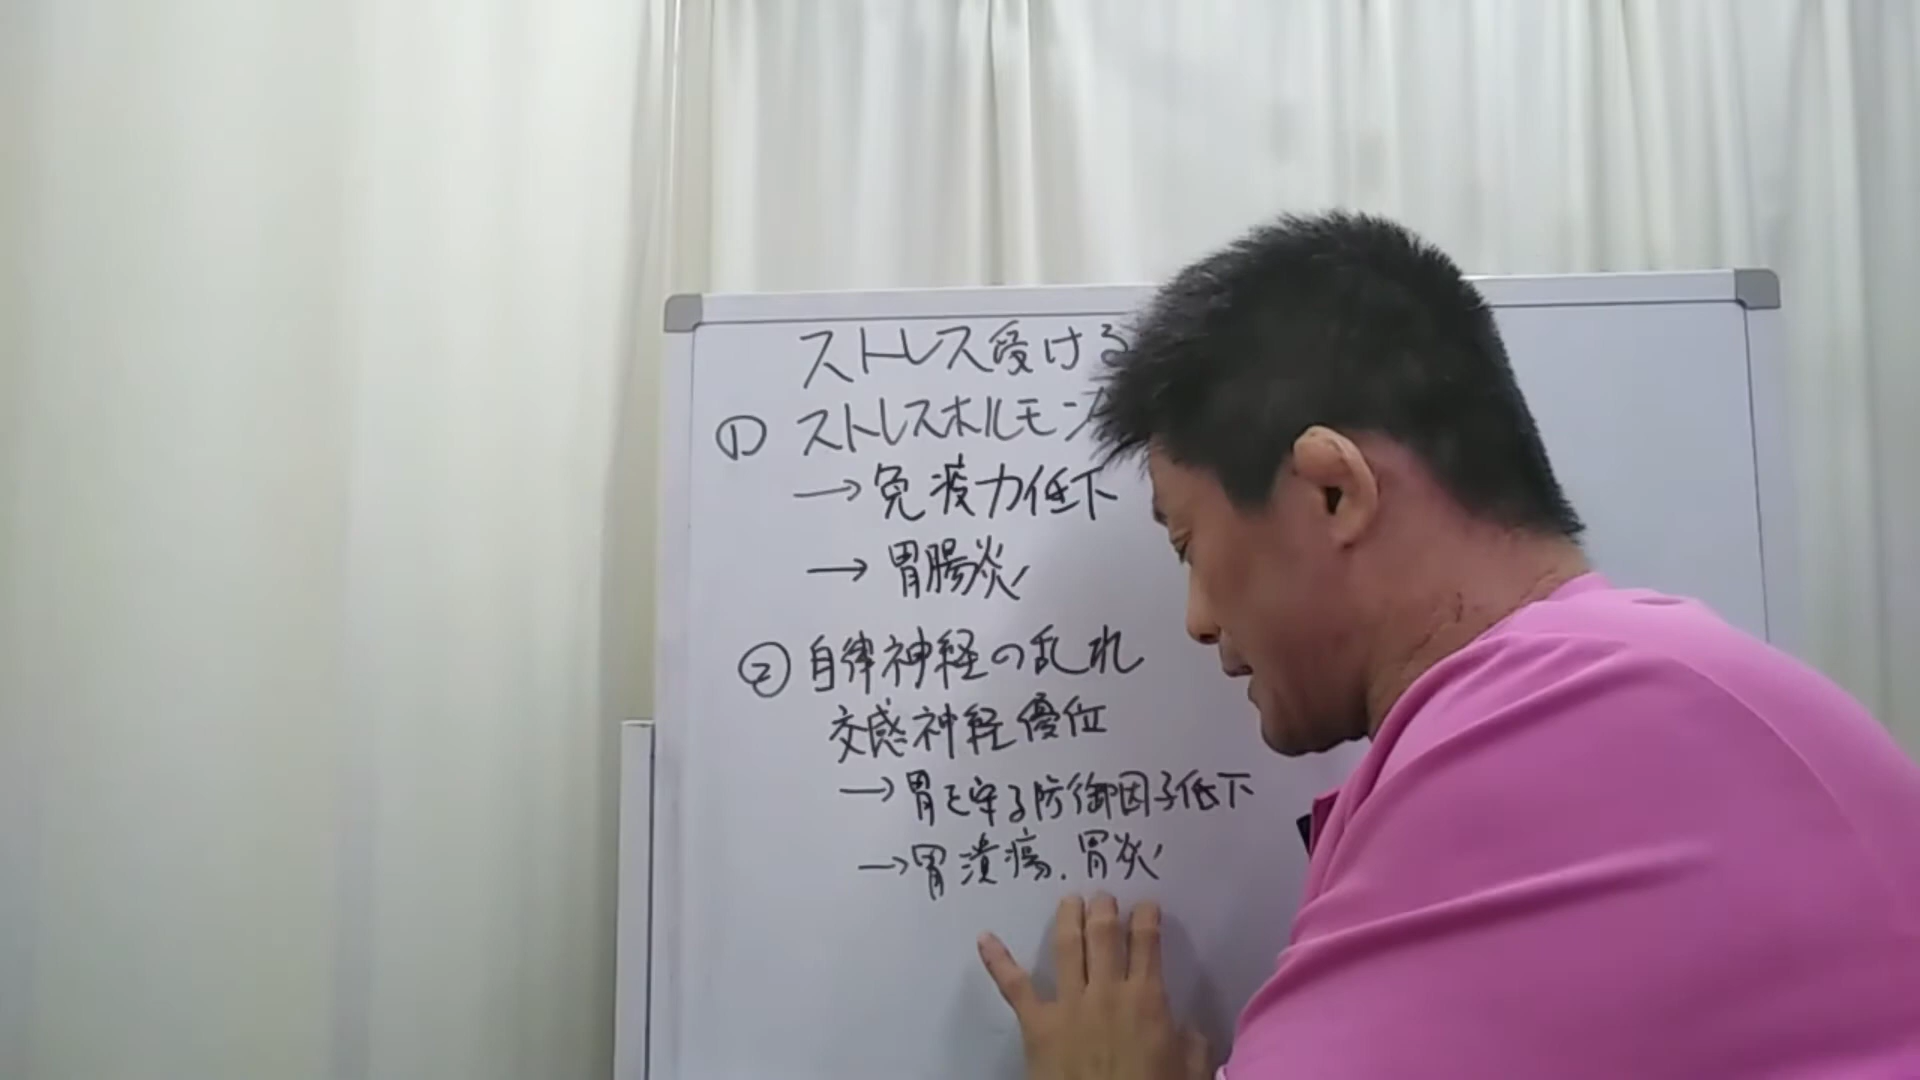 ストレス受ける
① ストレスホルモン
→免疫力低下
→胃腸炎
② 自律神経の乱れ
交感神経優位
→胃を守る防御因子低下
→胃潰瘍.胃炎